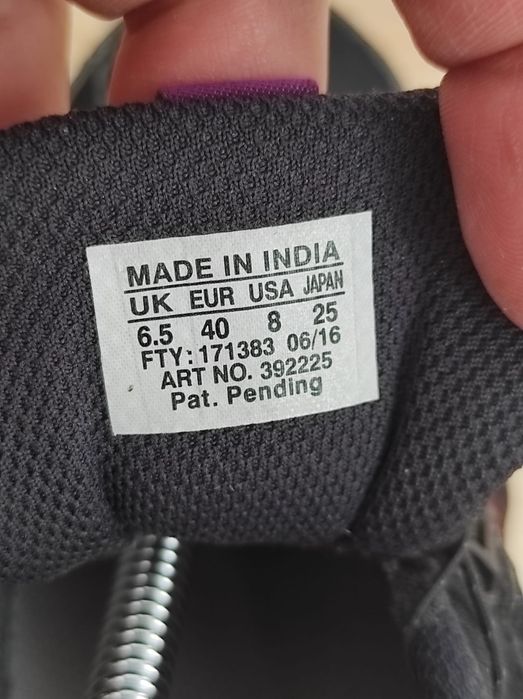 MADE IN INDIA
UK EUR USA JAPAN
6.5 40 8 25
FTY: 171383 06/16
ART NO. 392225
Pat. Pending